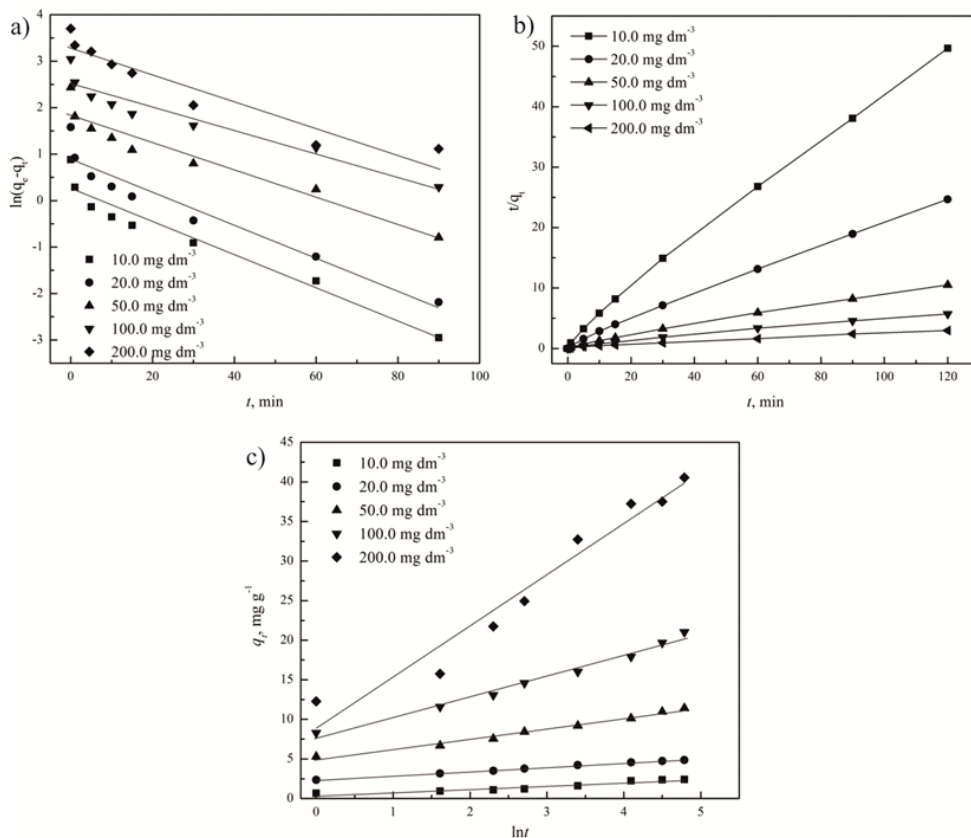 a)
ln(qₑ-qₜ)
4
3
2
1
0
-1
-2
-3
10.0 mg dm⁻³
20.0 mg dm⁻³
50.0 mg dm⁻³
100.0 mg dm⁻³
200.0 mg dm⁻³
0 20 40 60 80 100
t, min
b)
t/qₜ
50
40
30
20
10
0
10.0 mg dm⁻³
20.0 mg dm⁻³
50.0 mg dm⁻³
100.0 mg dm⁻³
200.0 mg dm⁻³
0 20 40 60 80 100 120
t, min
c)
qₜ, mg g⁻¹
45
40
35
30
25
20
15
10
5
0
10.0 mg dm⁻³
20.0 mg dm⁻³
50.0 mg dm⁻³
100.0 mg dm⁻³
200.0 mg dm⁻³
0 1 2 3 4 5
lnt